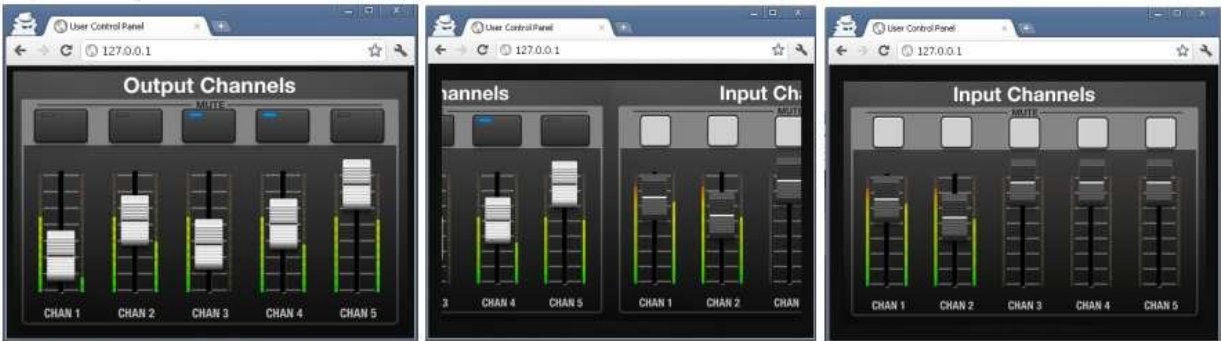 User Control Panel
127.0.0.1
Output Channels
MUTE
CHAN 1 CHAN 2 CHAN 3 CHAN 4 CHAN 5
User Control Panel
127.0.0.1
hannels Input Cha
MUT
3 CHAN 4 CHAN 5 CHAN 1 CHAN 2 CHAN
User Control Panel
127.0.0.1
Input Channels
MUTE
CHAN 1 CHAN 2 CHAN 3 CHAN 4 CHAN 5